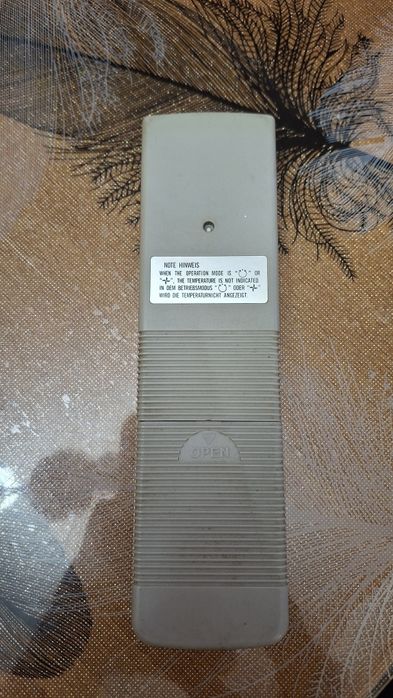 NOTE HINWEIS
WHEN THE OPERATION MODE IS " " OR
" ", THE TEMPERATURE IS NOT INDICATED
IN DEM BETRIEBSMODUS " " ODER " "
WIRD DIE TEMPERATURNICHT ANGEZEIGT.
OPEN